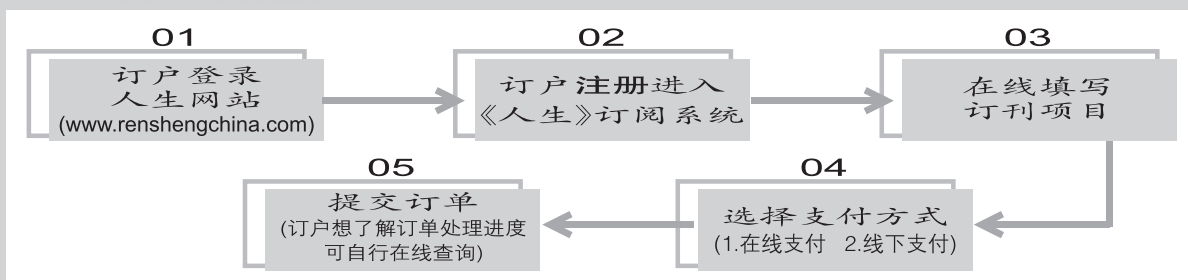 01
订户登录
人生网站
(www.renshengchina.com)
02
订户注册进入
《人生》订阅系统
03
在线填写
订刊项目
04
选择支付方式
(1.在线支付 2.线下支付)
05
提交订单
(订户想了解订单处理进度
可自行在线查询)